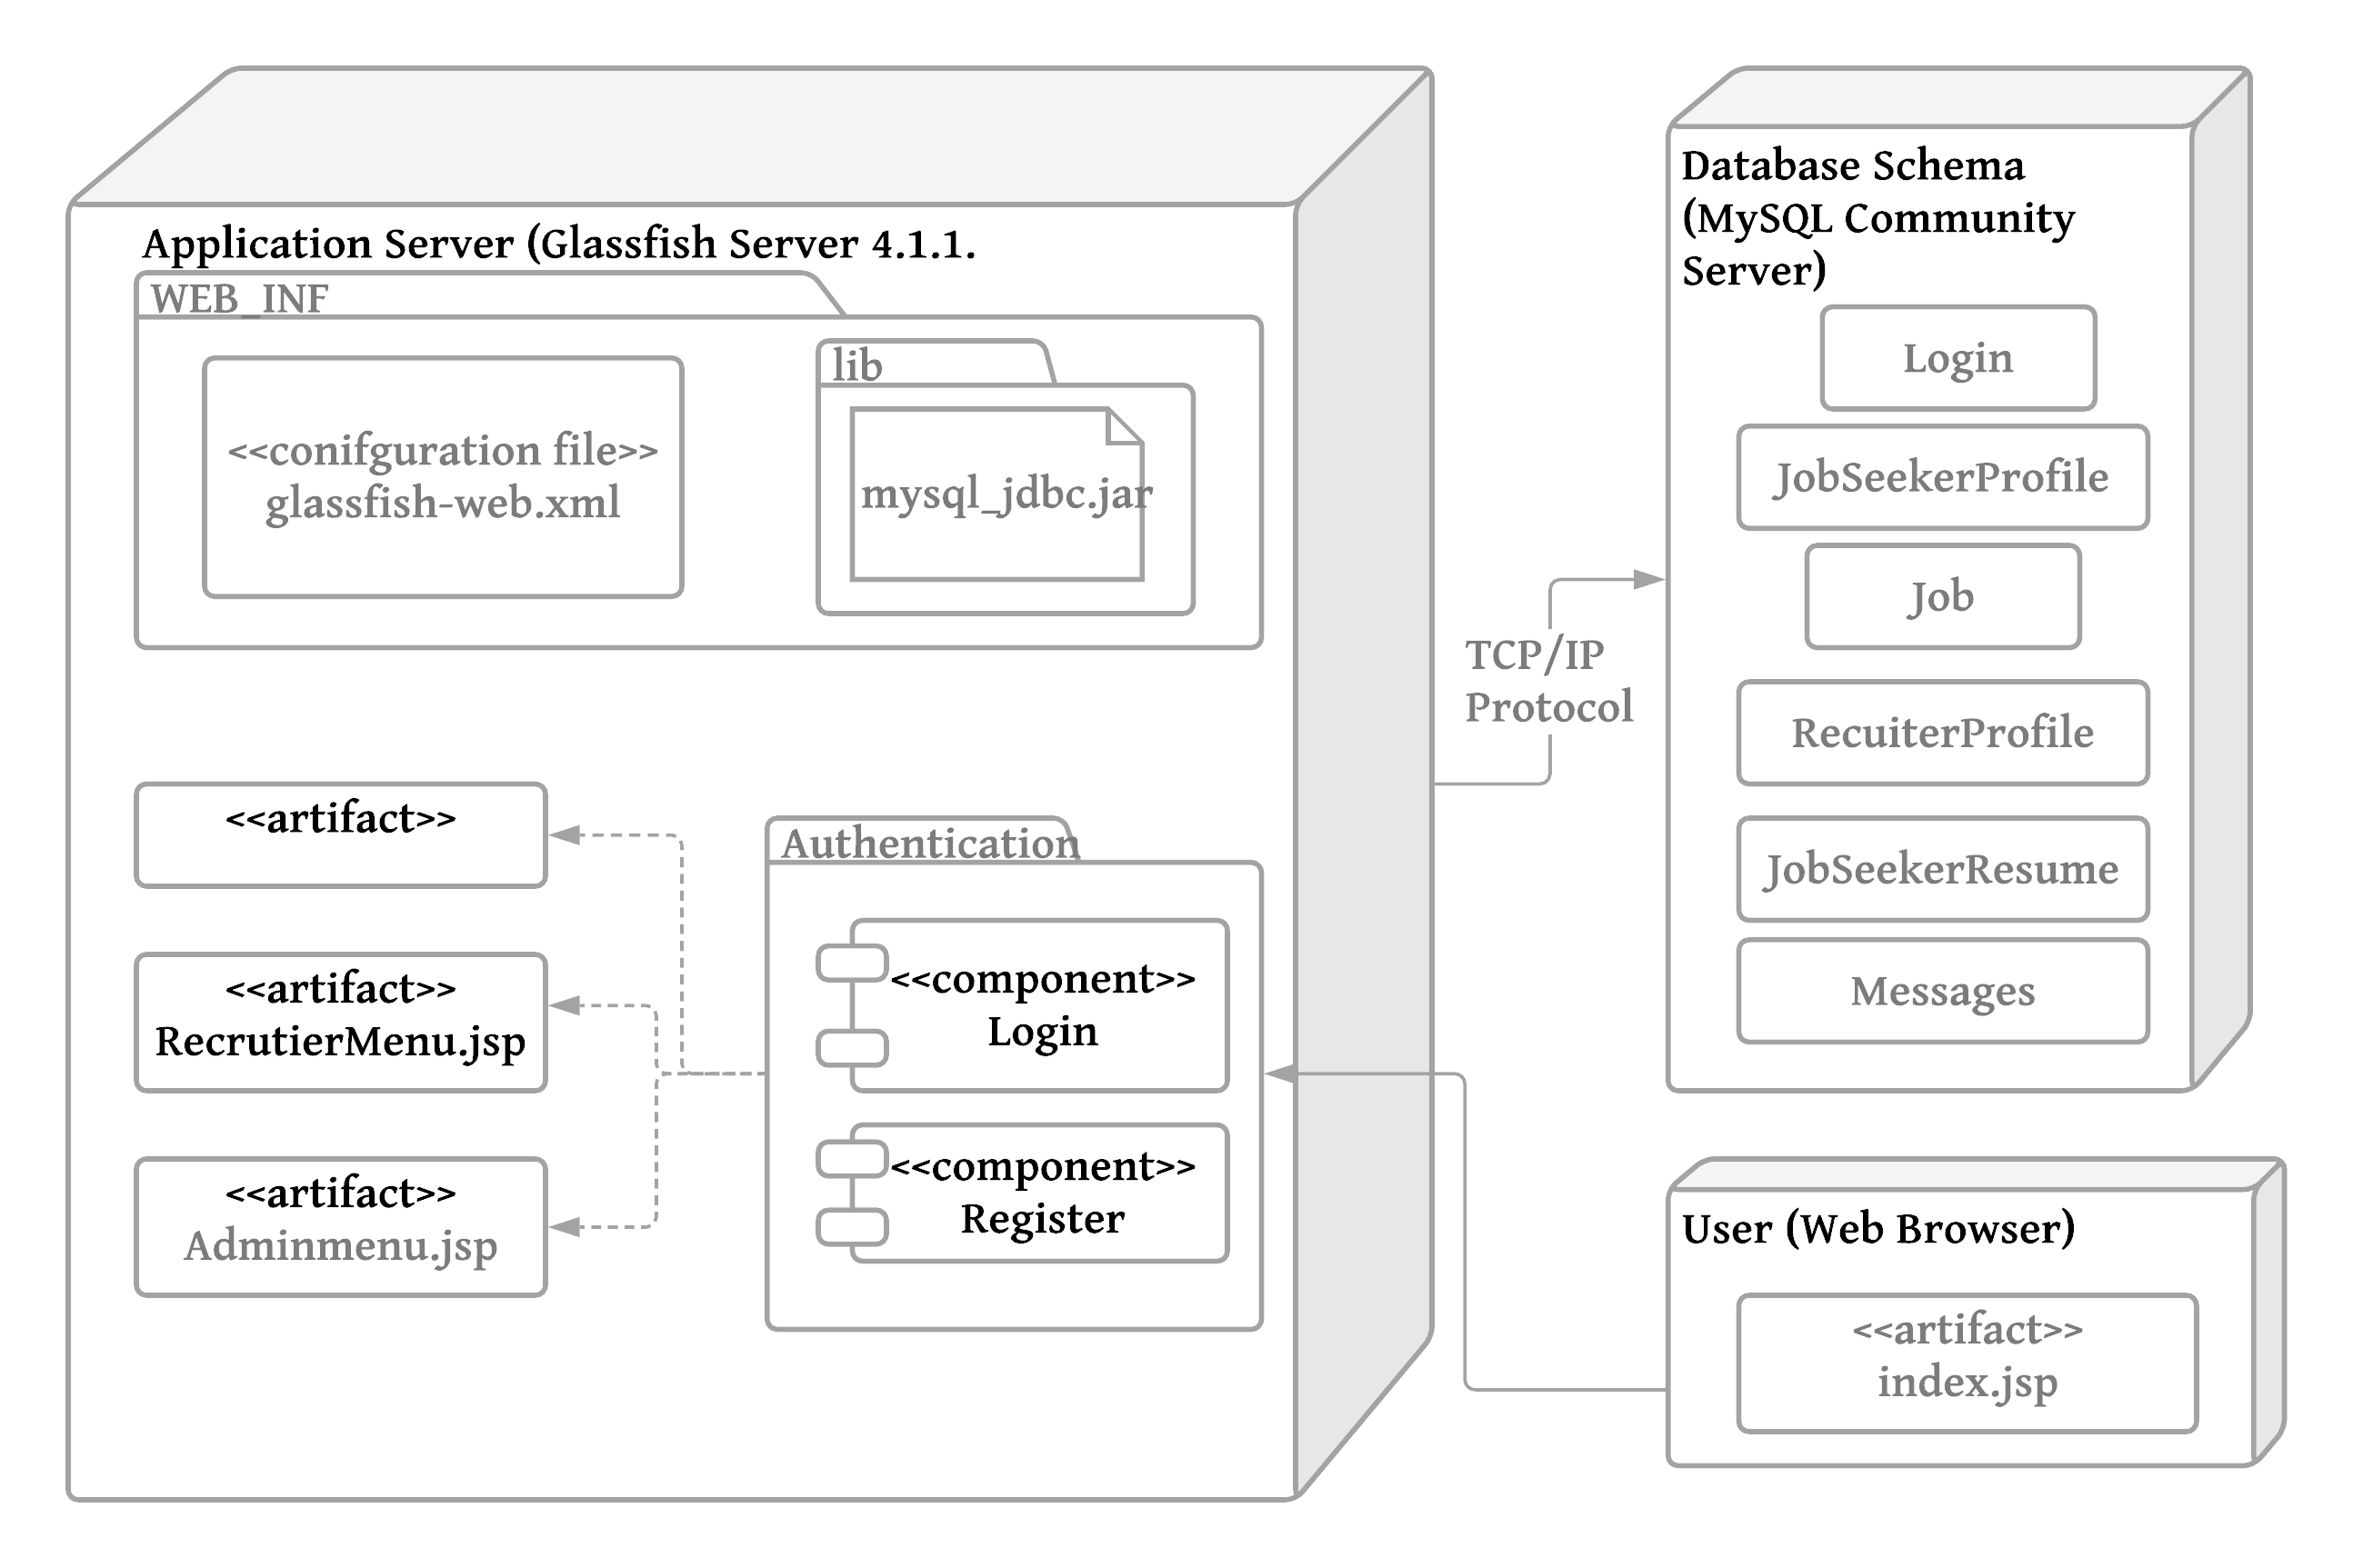 Application Server (Glassfish Server 4.1.1.
WEB_INF
<<conifguration file>>
glassfish-web.xml
lib
mysql_jdbc.jar
<<artifact>>
<<artifact>>
RecrutierMenu.jsp
<<artifact>>
Adminmenu.jsp
Authentication
<<component>>
Login
<<component>>
Register
TCP/IP
Protocol
Database Schema
(MySQL Community
Server)
Login
JobSeekerProfile
Job
RecuiterProfile
JobSeekerResume
Messages
User (Web Browser)
<<artifact>>
index.jsp